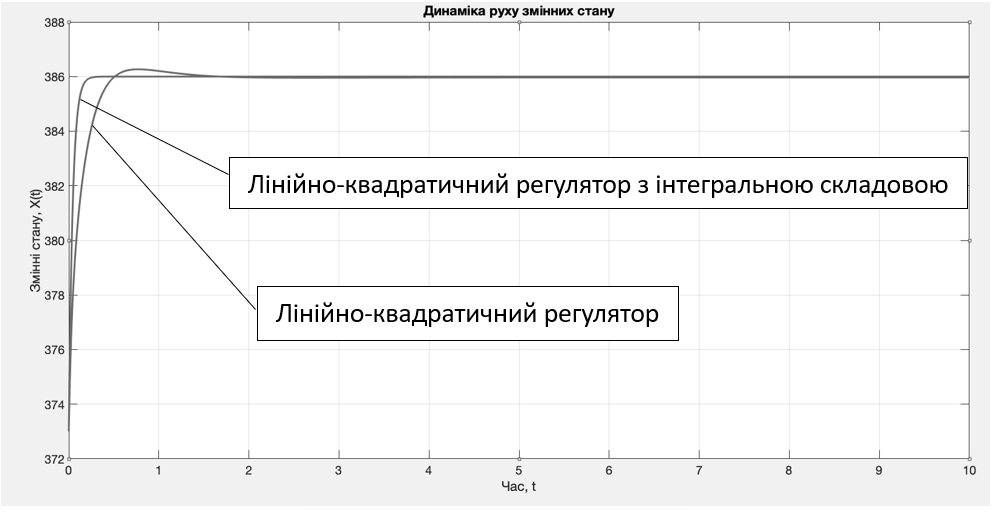 Динаміка руху змінних стану
388
386
384
382
380
378
376
374
372
Змінні стану, X(t)
Лінійно-квадратичний регулятор з інтегральною складовою
Лінійно-квадратичний регулятор
0 1 2 3 4 5 6 7 8 9 10
Час, t